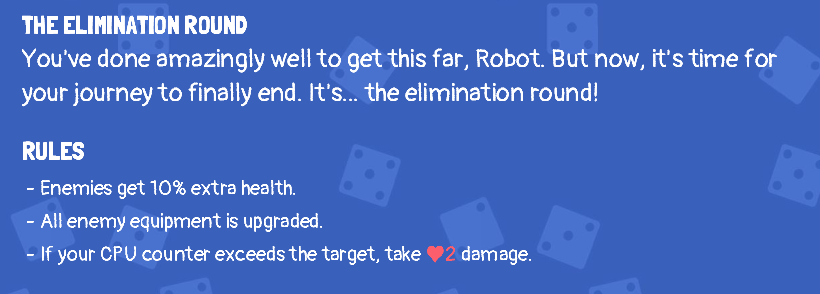 THE ELIMINATION ROUND
You've done amazingly well to get this far, Robot. But now, it's time for
your journey to finally end. It's... the elimination round!
RULES
- Enemies get 10% extra health.
- All enemy equipment is upgraded.
- If your CPU counter exceeds the target, take ♥2 damage.